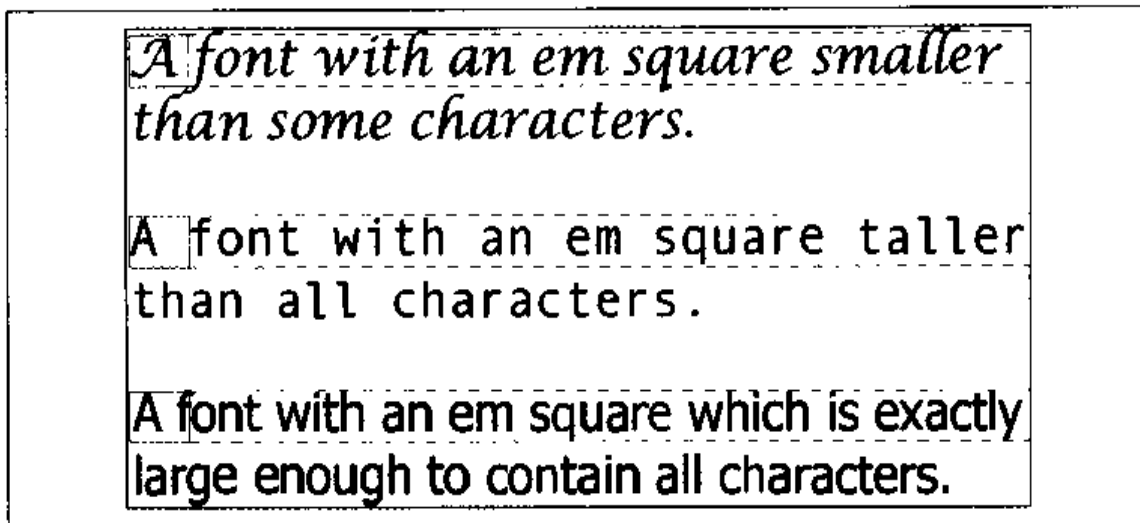 A font with an em square smaller
than some characters.
A font with an em square taller
than all characters.
A font with an em square which is exactly
large enough to contain all characters.